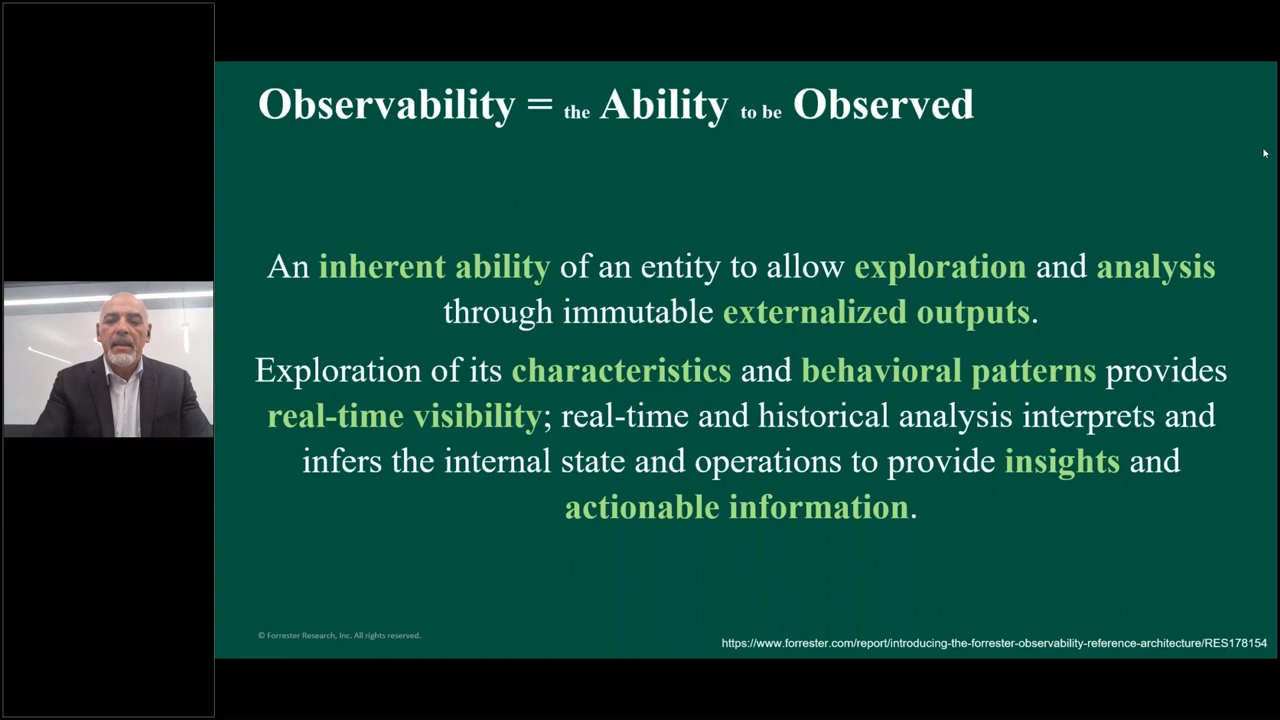 Observability = the Ability to be Observed
An inherent ability of an entity to allow exploration and analysis
through immutable externalized outputs.
Exploration of its characteristics and behavioral patterns provides
real-time visibility; real-time and historical analysis interprets and
infers the internal state and operations to provide insights and
actionable information.
© Forrester Research, Inc. All rights reserved.
https://www.forrester.com/report/introducing-the-forrester-observability-reference-architecture/RES178154